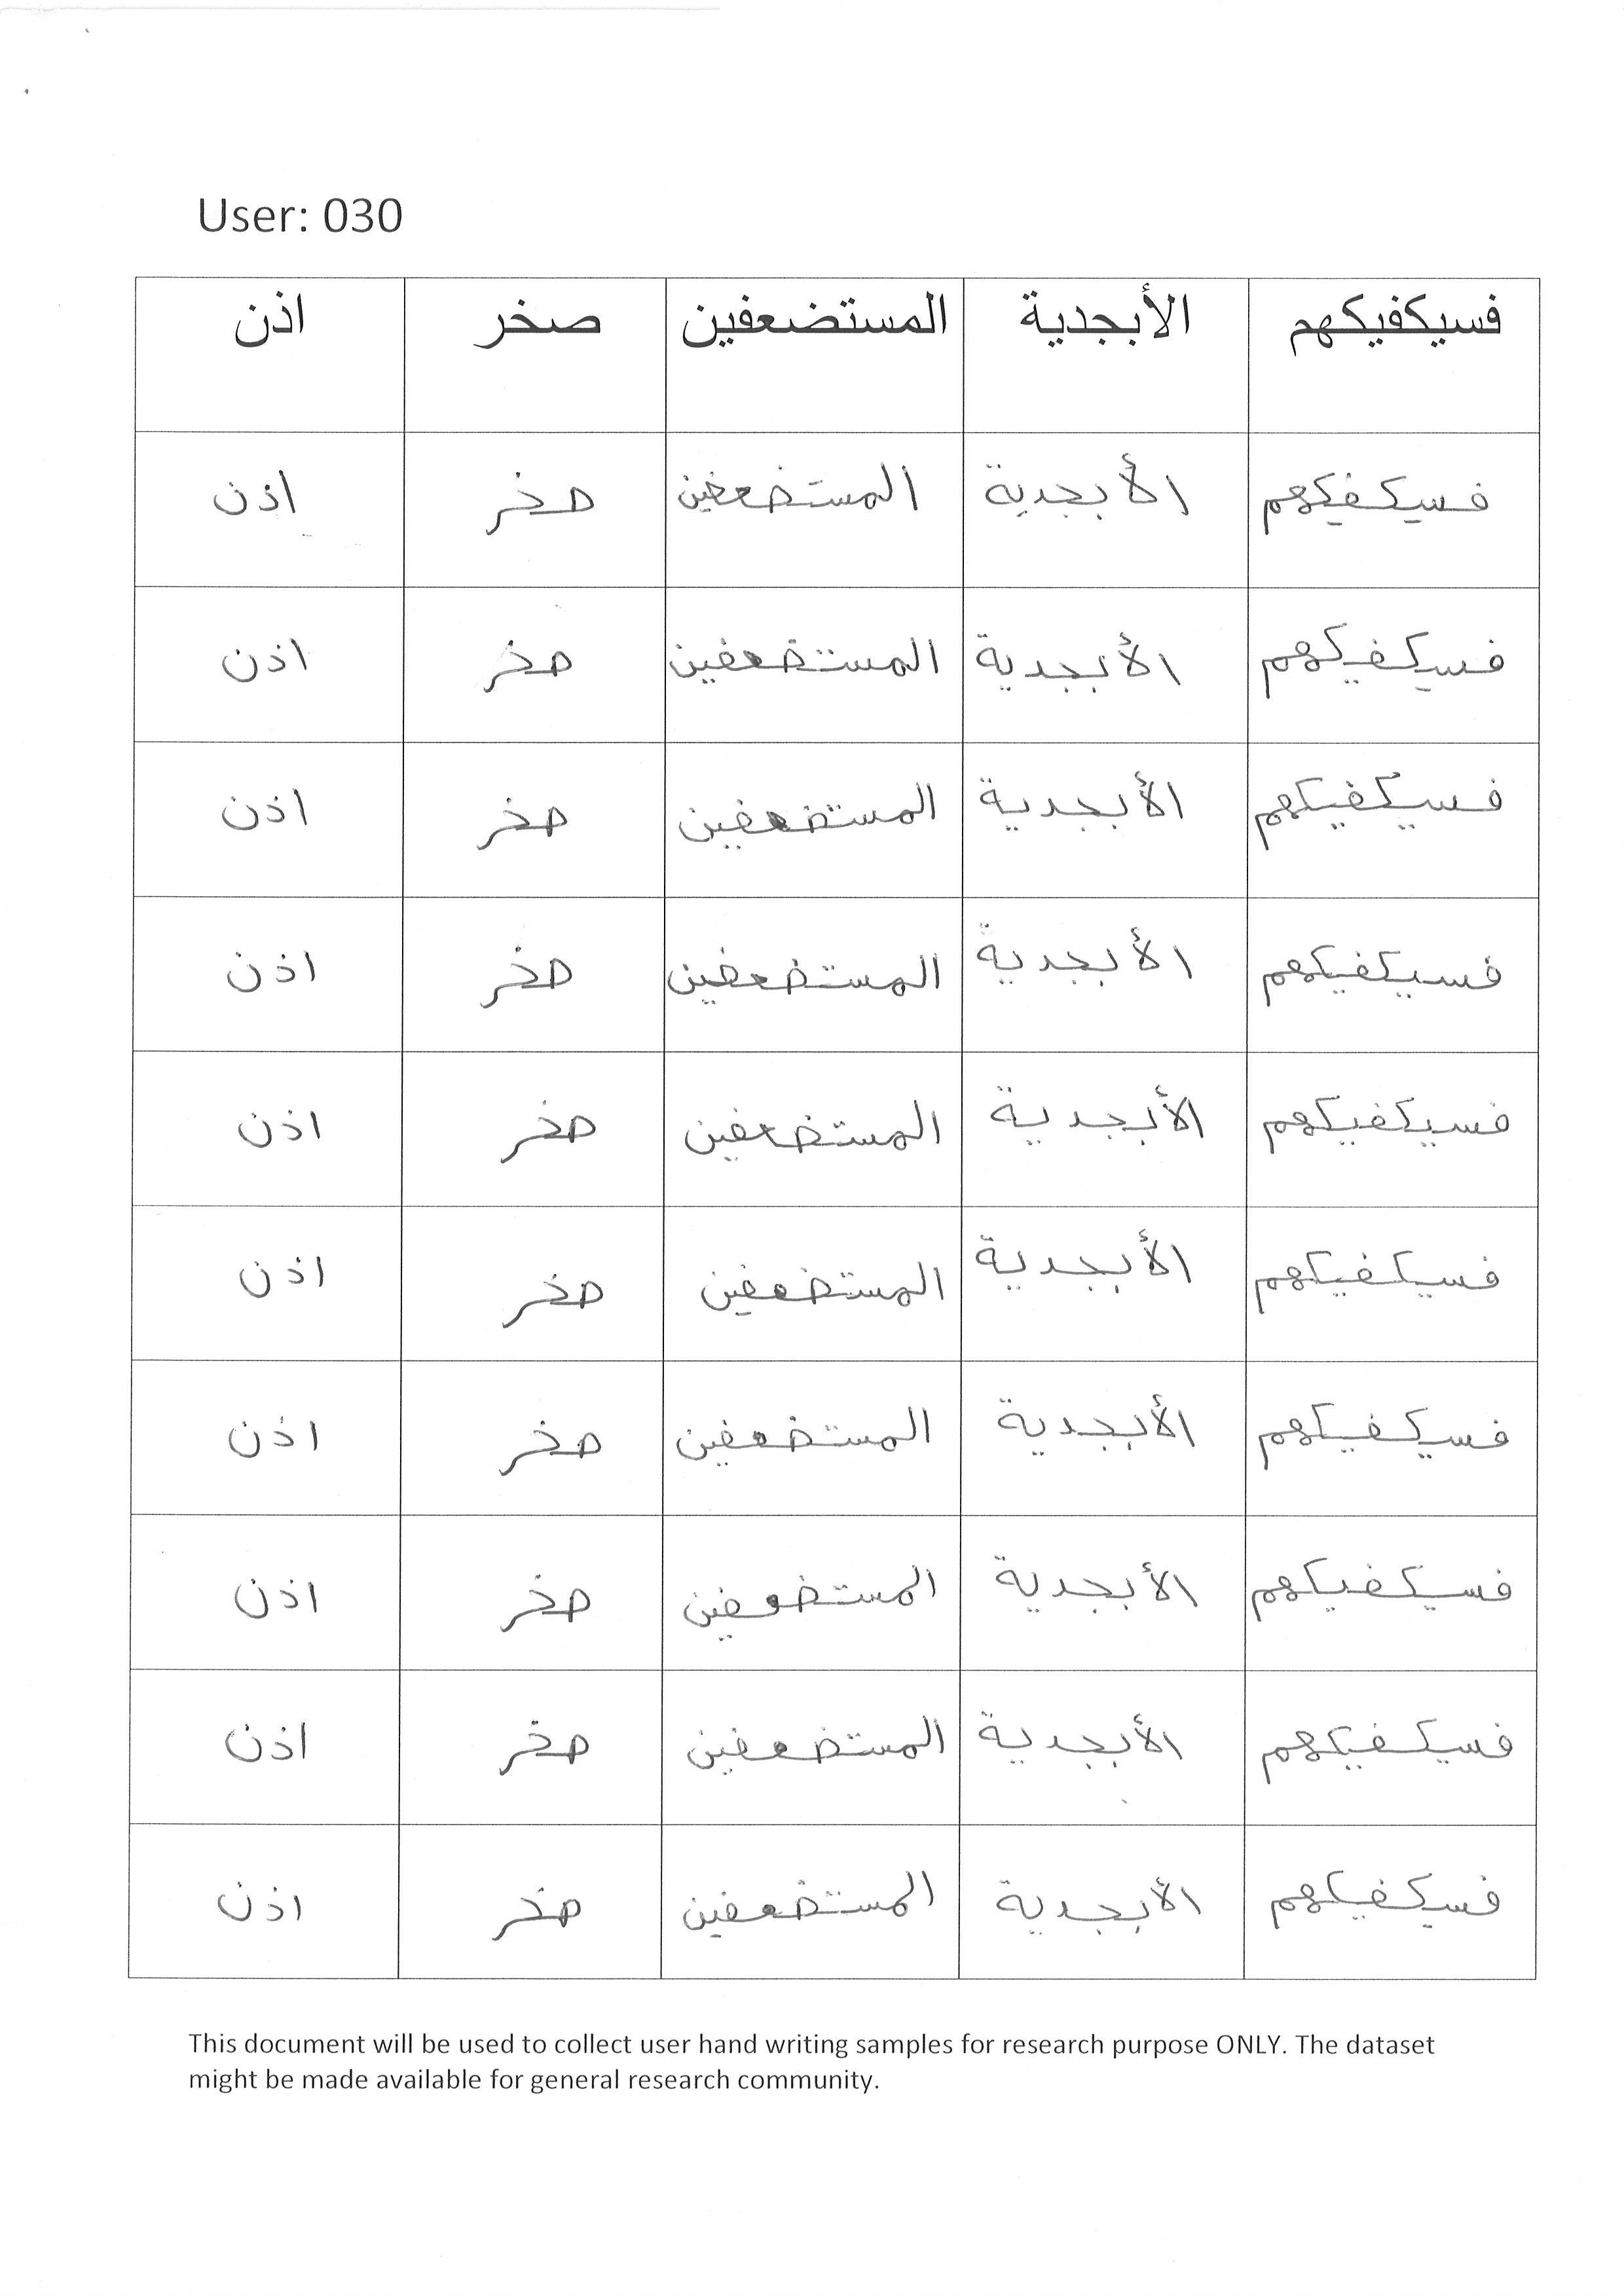 User: 030
فسيكفيكهم الأبجدية المستضعفين صخر اذن
فسيكفيكهم الأبجدية المستضعفين صخر اذن
فسيكفيكهم الأبجدية المستضعفين صخر اذن
فسيكفيكهم الأبجدية المستضعفين صخر اذن
فسيكفيكهم الأبجدية المستضعفين صخر اذن
فسيكفيكهم الأبجدية المستضعفين صخر اذن
فسيكفيكهم الأبجدية المستضعفين صخر اذن
فسيكفيكهم الأبجدية المستضعفين صخر اذن
فسيكفيكهم الأبجدية المستضعفين صخر اذن
فسيكفيكهم الأبجدية المستضعفين صخر اذن
فسيكفيكهم الأبجدية المستضعفين صخر اذن
This document will be used to collect user hand writing samples for research purpose ONLY. The dataset
might be made available for general research community.